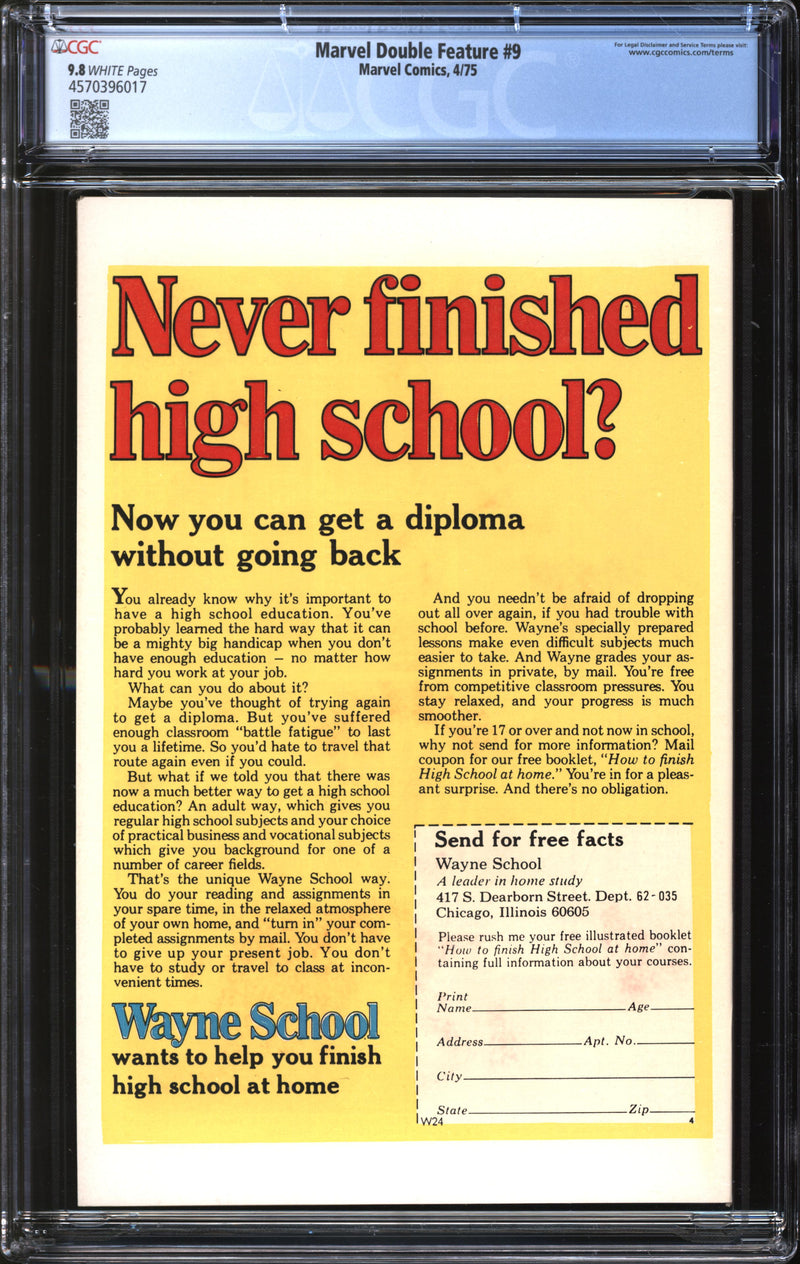 CGC
Marvel Double Feature #9
For Legal Disclaimer and Service Terms please visit:
www.cgccomics.com/terms
9.8 WHITE Pages
Marvel Comics, 4/75
4570396017
CGC
Never finished
high school?
Now you can get a diploma
without going back
You already know why it's important to
have a high school education. You've
probably learned the hard way that it can
be a mighty big handicap when you don't
have enough education — no matter how
hard you work at your job.
What can you do about it?
Maybe you've thought of trying again
to get a diploma. But you've suffered
enough classroom "battle fatigue" to last
you a lifetime. So you'd hate to travel that
route again even if you could.
But what if we told you that there was
now a much better way to get a high school
education? An adult way, which gives you
regular high school subjects and your choice
of practical business and vocational subjects
which give you background for one of a
number of career fields.
That's the unique Wayne School way.
You do your reading and assignments in
your spare time, in the relaxed atmosphere
of your own home, and "turn in" your com-
pleted assignments by mail. You don't have
to give up your present job. You don't
have to study or travel to class at incon-
venient times.
Wayne School
wants to help you finish
high school at home
And you needn't be afraid of dropping
out all over again, if you had trouble with
school before. Wayne's specially prepared
lessons make even difficult subjects much
easier to take. And Wayne grades your as-
signments in private, by mail. You're free
from competitive classroom pressures. You
stay relaxed, and your progress is much
smoother.
If you're 17 or over and not now in school,
why not send for more information? Mail
coupon for our free booklet, "How to finish
High School at home." You're in for a pleas-
ant surprise. And there's no obligation.
Send for free facts
Wayne School
A leader in home study
417 S. Dearborn Street. Dept. 62-035
Chicago, Illinois 60605
Please rush me your free illustrated booklet
"How to finish High School at home" con-
taining full information about your courses.
Print
Name Age
Address Apt. No.
City
State Zip
W24 4